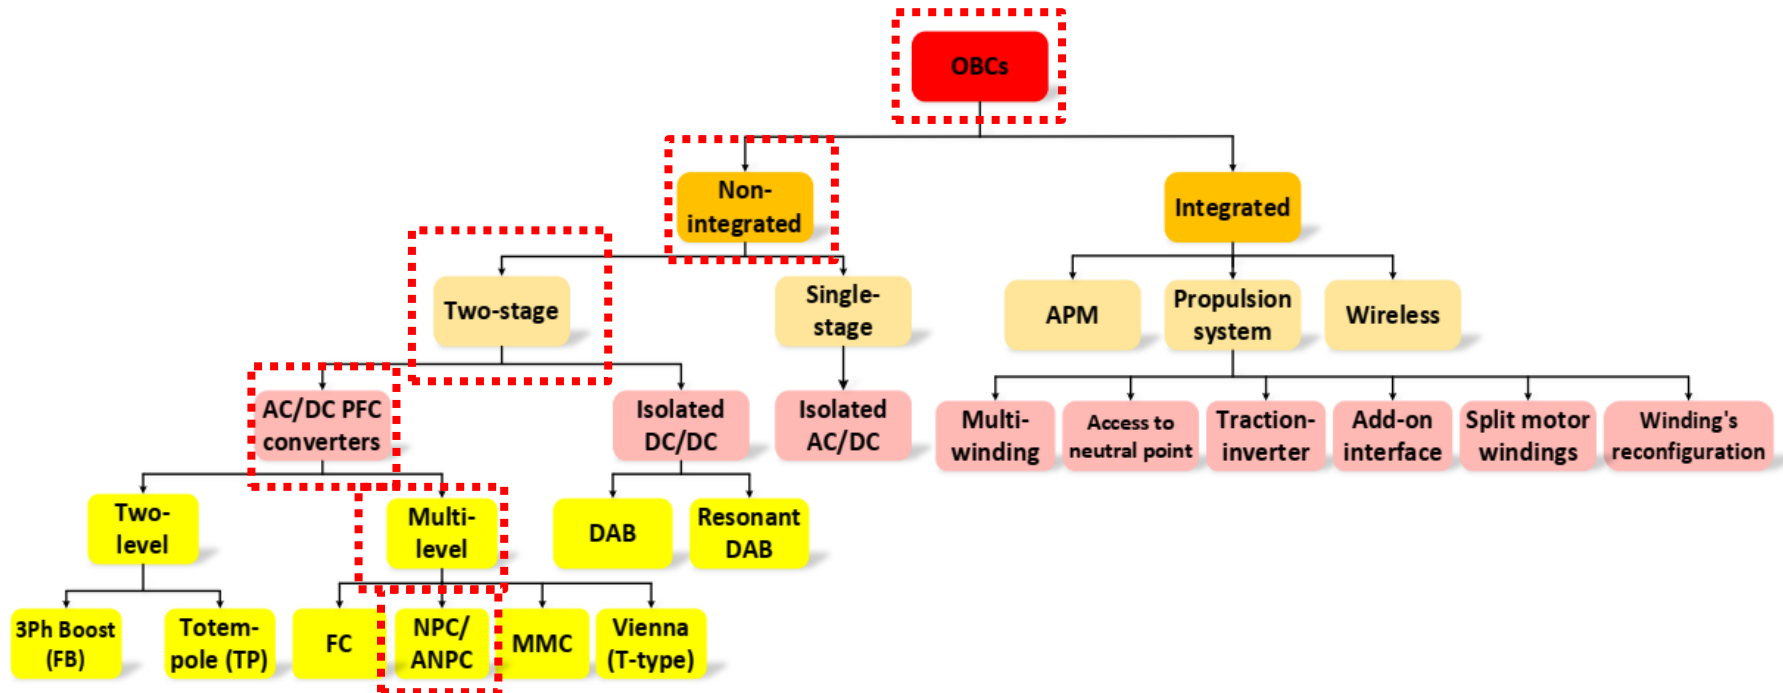 OBCs
Non-
integrated
Integrated
Two-stage
Single-
stage
APM
Propulsion
system
Wireless
AC/DC PFC
converters
Isolated
DC/DC
Isolated
AC/DC
Multi-
winding
Access to
neutral point
Traction-
inverter
Add-on
interface
Split motor
windings
Winding's
reconfiguration
Two-
level
Multi-
level
DAB
Resonant
DAB
3Ph Boost
(FB)
Totem-
pole (TP)
FC
NPC/
ANPC
MMC
Vienna
(T-type)